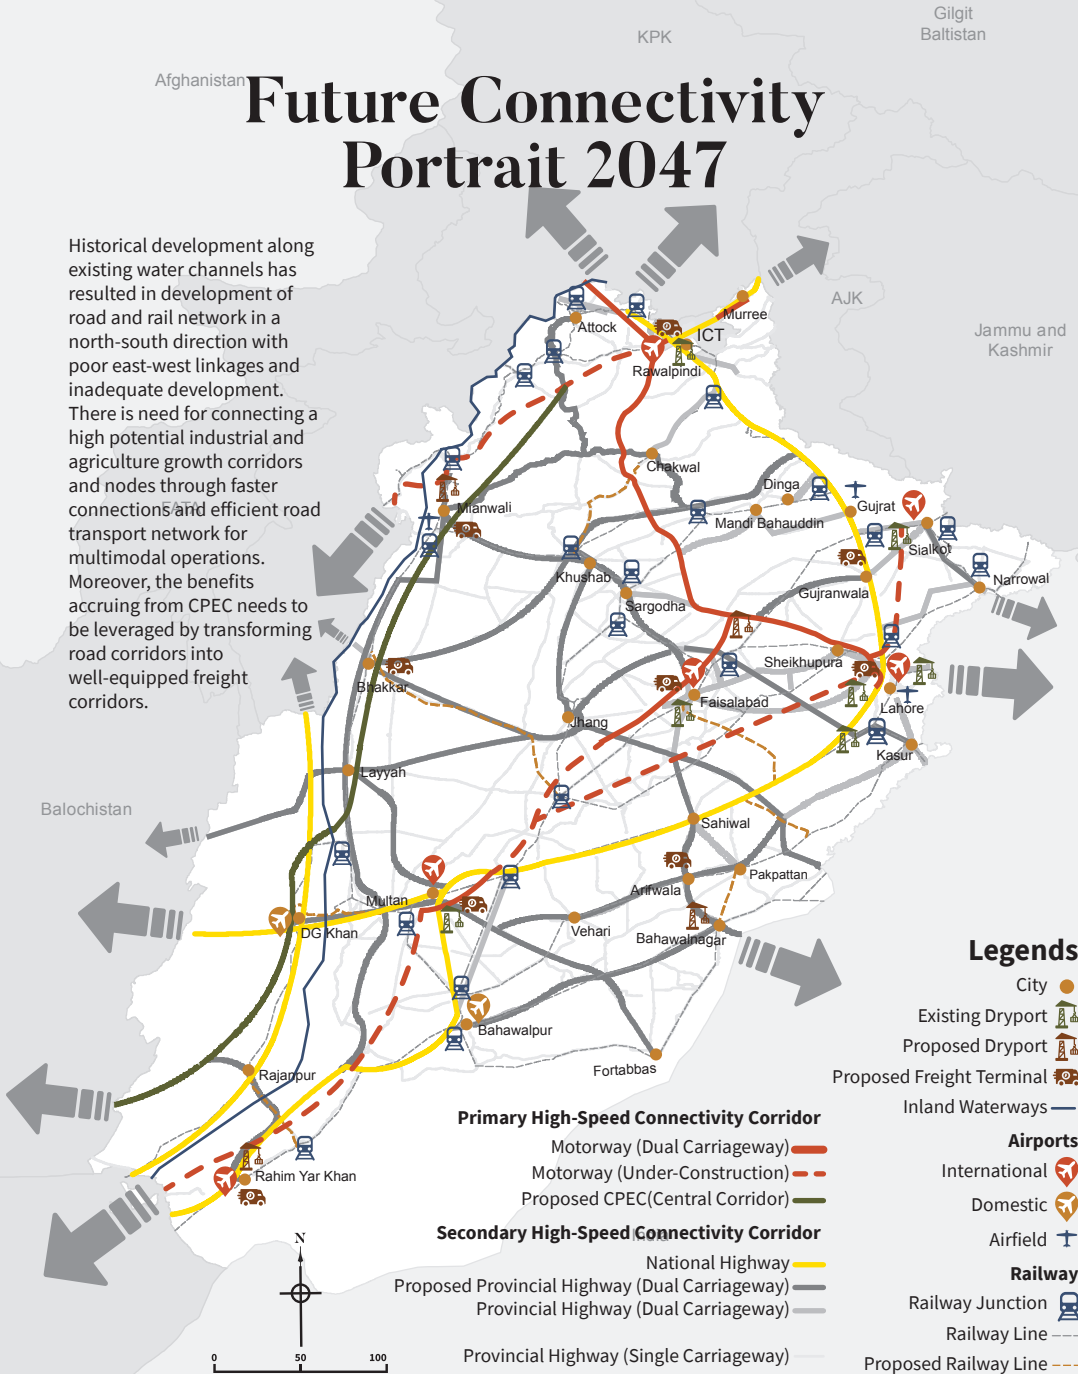 Gilgit
Baltistan
KPK
Afghanistan
Future Connectivity
Portrait 2047
Historical development along
existing water channels has
resulted in development of
road and rail network in a
north-south direction with
poor east-west linkages and
inadequate development.
There is need for connecting a
high potential industrial and
agriculture growth corridors
and nodes through faster
connections and efficient road
transport network for
multimodal operations.
Moreover, the benefits
accruing from CPEC needs to
be leveraged by transforming
road corridors into
well-equipped freight
corridors.
FATA
AJK
Jammu and
Kashmir
Balochistan
India
Murree
Attock
ICT
Rawalpindi
Chakwal
Dinga
Mianwali
Gujrat
Mandi Bahauddin
Sialkot
Khushab
Narrowal
Gujranwala
Sargodha
Sheikhupura
Bhakkar
Faisalabad
Lahore
Jhang
Kasur
Layyah
Sahiwal
Pakpattan
Arifwala
Multan
DG Khan
Vehari
Bahawalnagar
Bahawalpur
Fortabbas
Rajanpur
Rahim Yar Khan
N
0 50 100
Primary High-Speed Connectivity Corridor
Motorway (Dual Carriageway)
Motorway (Under-Construction)
Proposed CPEC(Central Corridor)
Secondary High-Speed Connectivity Corridor
National Highway
Proposed Provincial Highway (Dual Carriageway)
Provincial Highway (Dual Carriageway)
Provincial Highway (Single Carriageway)
Legends
City
Existing Dryport
Proposed Dryport
Proposed Freight Terminal
Inland Waterways
Airports
International
Domestic
Airfield
Railway
Railway Junction
Railway Line
Proposed Railway Line